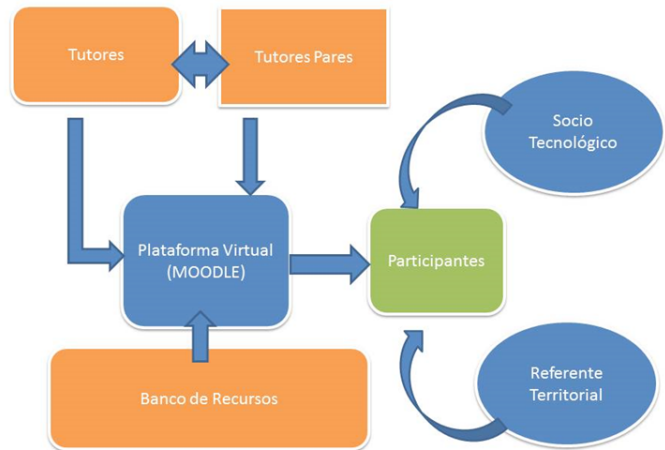 Tutores
Tutores Pares
Socio
Tecnológico
Plataforma Virtual
(MOODLE)
Participantes
Banco de Recursos
Referente
Territorial